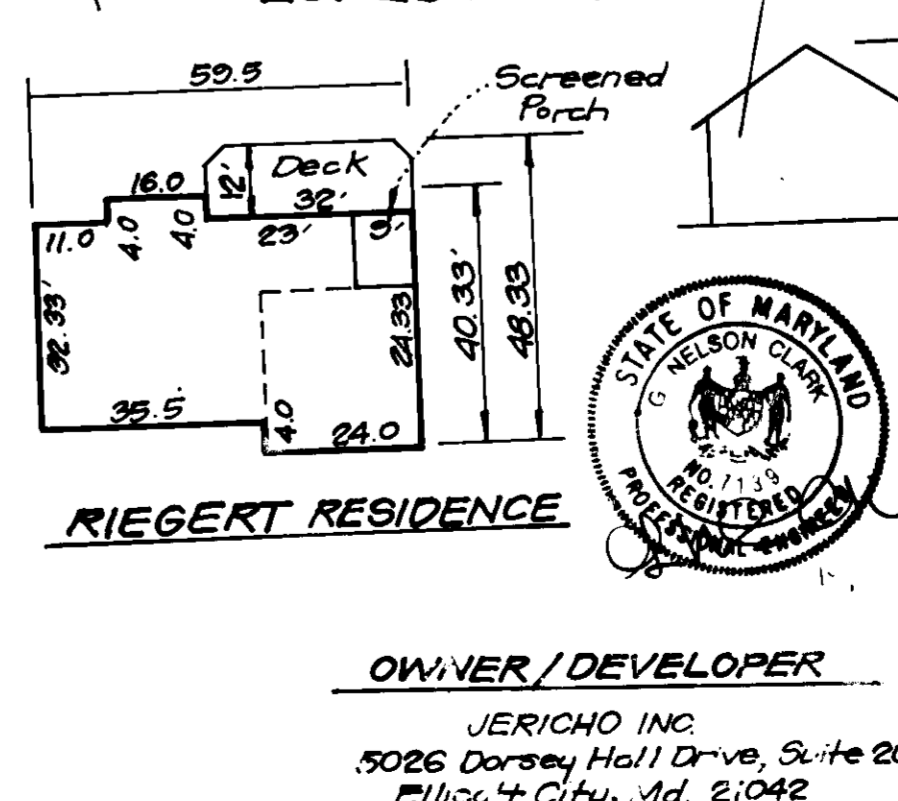 59.5
Screened
Porch
Deck
12'
16.0
32'
11.0
4.0
4.0
23'
9'
32.33'
24.33
40.33'
48.33
35.5
4.0
24.0
RIEGERT RESIDENCE
STATE OF MARYLAND
G NELSON CLARK
NO. 7139
REGISTERED
PROFESSIONAL ENGINEER
OWNER/DEVELOPER
JERICHO INC.
5026 Dorsey Hall Drive, Suite
Ellicott City, Md. 21042